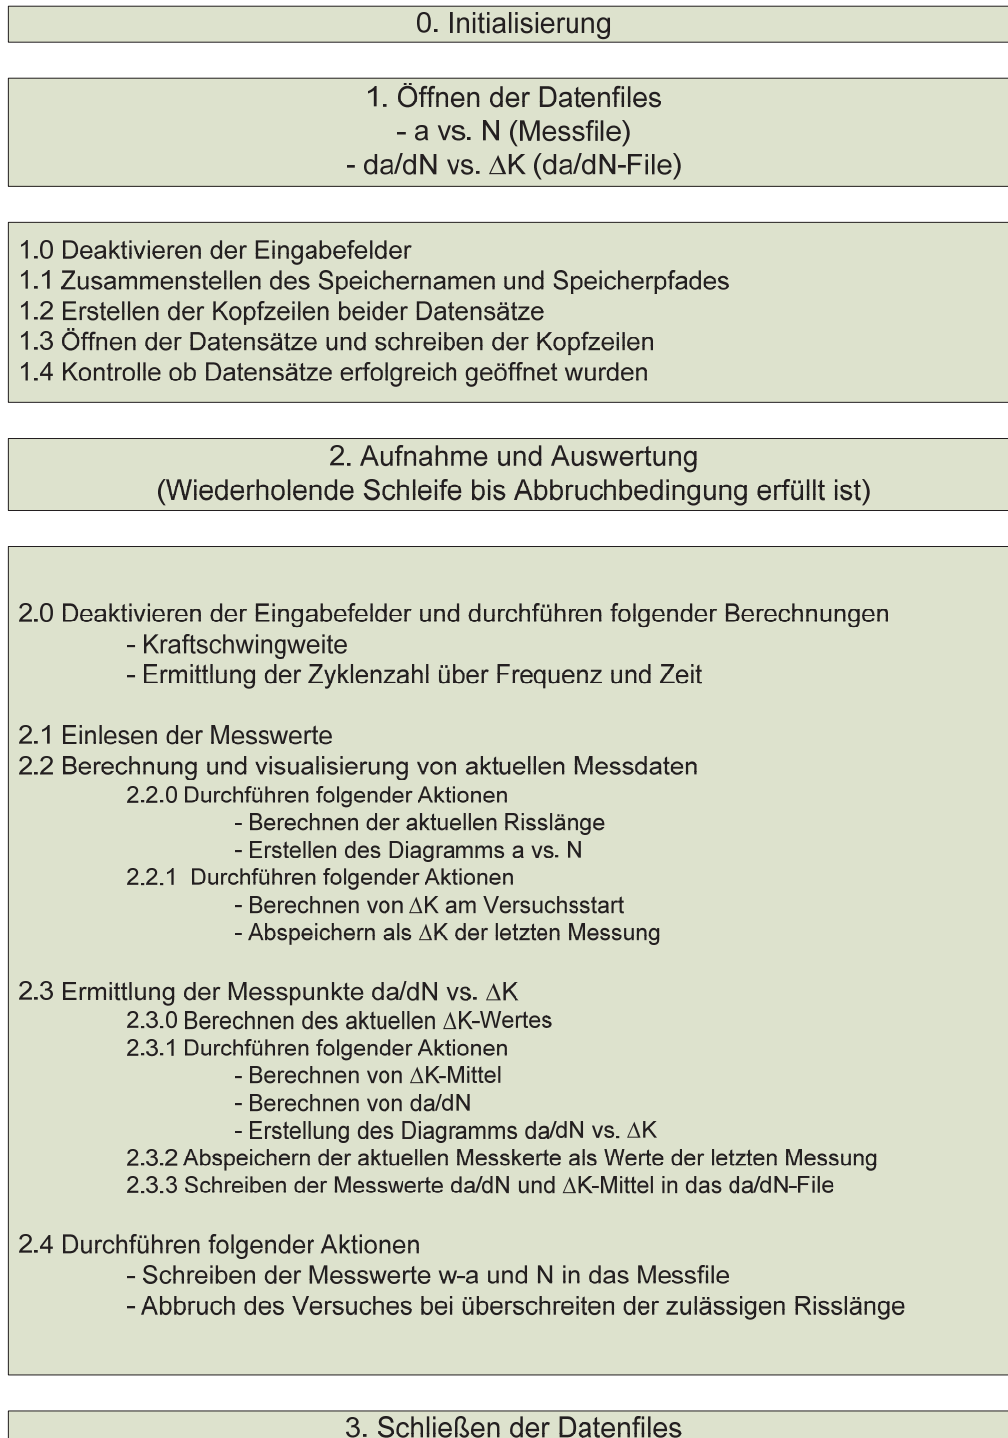 0. Initialisierung
1. Öffnen der Datenfiles
- a vs. N (Messfile)
- da/dN vs. ∆K (da/dN-File)
1.0 Deaktivieren der Eingabefelder
1.1 Zusammenstellen des Speichernamen und Speicherpfades
1.2 Erstellen der Kopfzeilen beider Datensätze
1.3 Öffnen der Datensätze und schreiben der Kopfzeilen
1.4 Kontrolle ob Datensätze erfolgreich geöffnet wurden
2. Aufnahme und Auswertung
(Wiederholende Schleife bis Abbruchbedingung erfüllt ist)
2.0 Deaktivieren der Eingabefelder und durchführen folgender Berechnungen
- Kraftschwingweite
- Ermittlung der Zyklenzahl über Frequenz und Zeit
2.1 Einlesen der Messwerte
2.2 Berechnung und visualisierung von aktuellen Messdaten
2.2.0 Durchführen folgender Aktionen
- Berechnen der aktuellen Risslänge
- Erstellen des Diagramms a vs. N
2.2.1 Durchführen folgender Aktionen
- Berechnen von ∆K am Versuchsstart
- Abspeichern als ∆K der letzten Messung
2.3 Ermittlung der Messpunkte da/dN vs. ∆K
2.3.0 Berechnen des aktuellen ∆K-Wertes
2.3.1 Durchführen folgender Aktionen
- Berechnen von ∆K-Mittel
- Berechnen von da/dN
- Erstellung des Diagramms da/dN vs. ∆K
2.3.2 Abspeichern der aktuellen Messkerte als Werte der letzten Messung
2.3.3 Schreiben der Messwerte da/dN und ∆K-Mittel in das da/dN-File
2.4 Durchführen folgender Aktionen
- Schreiben der Messwerte w-a und N in das Messfile
- Abbruch des Versuches bei überschreiten der zulässigen Risslänge
3. Schließen der Datenfiles